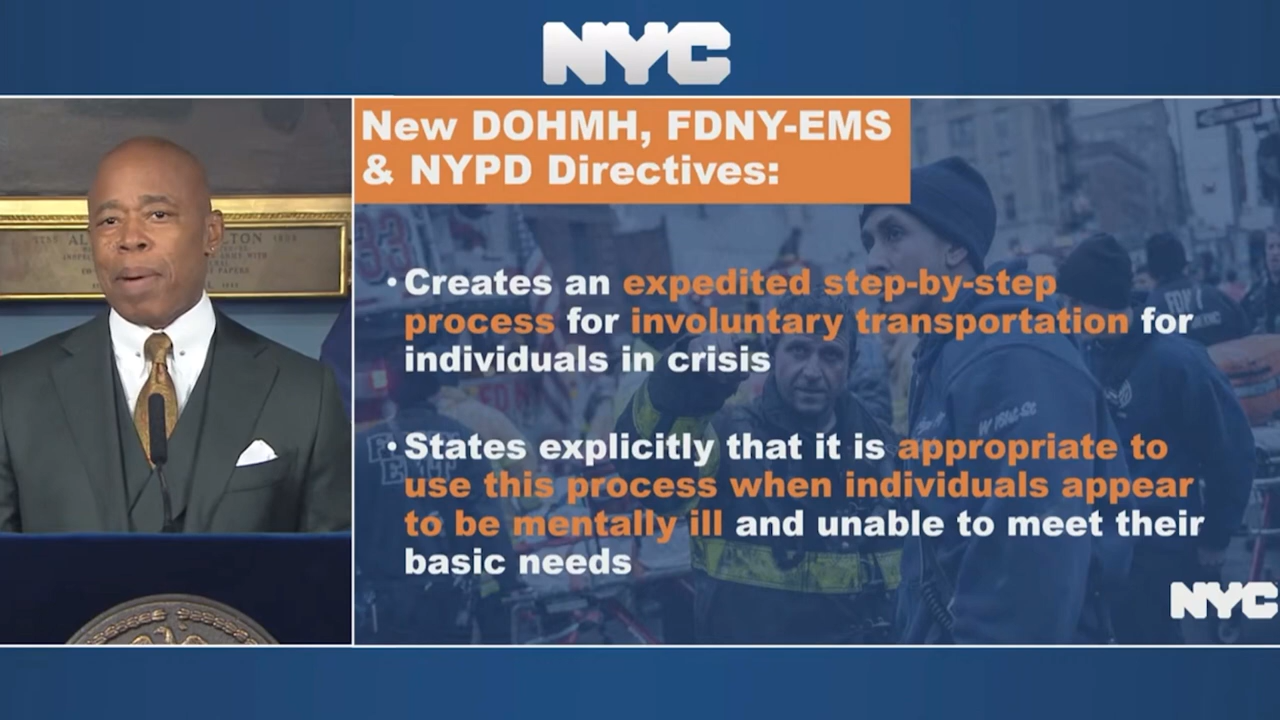 NYC
New DOHMH, FDNY-EMS
& NYPD Directives:
• Creates an expedited step-by-step
process for involuntary transportation for
individuals in crisis
• States explicitly that it is appropriate to
use this process when individuals appear
to be mentally ill and unable to meet their
basic needs
NYC